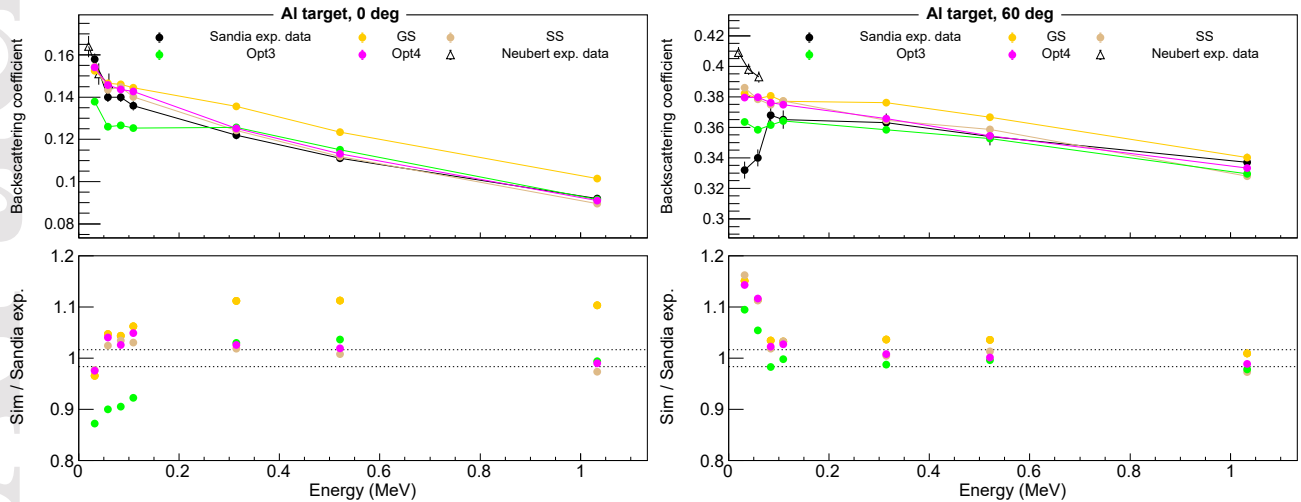 Al target, 0 deg
Sandia exp. data GS SS
Opt3 Opt4 Neubert exp. data
Backscattering coefficient
0.16
0.14
0.12
0.1
0.08
Sim / Sandia exp.
1.2
1.1
1
0.9
0.8
0 0.2 0.4 0.6 0.8 1
Energy (MeV)
Al target, 60 deg
Sandia exp. data GS SS
Opt3 Opt4 Neubert exp. data
Backscattering coefficient
0.42
0.4
0.38
0.36
0.34
0.32
0.3
Sim / Sandia exp.
1.2
1.1
1
0.9
0.8
0 0.2 0.4 0.6 0.8 1
Energy (MeV)